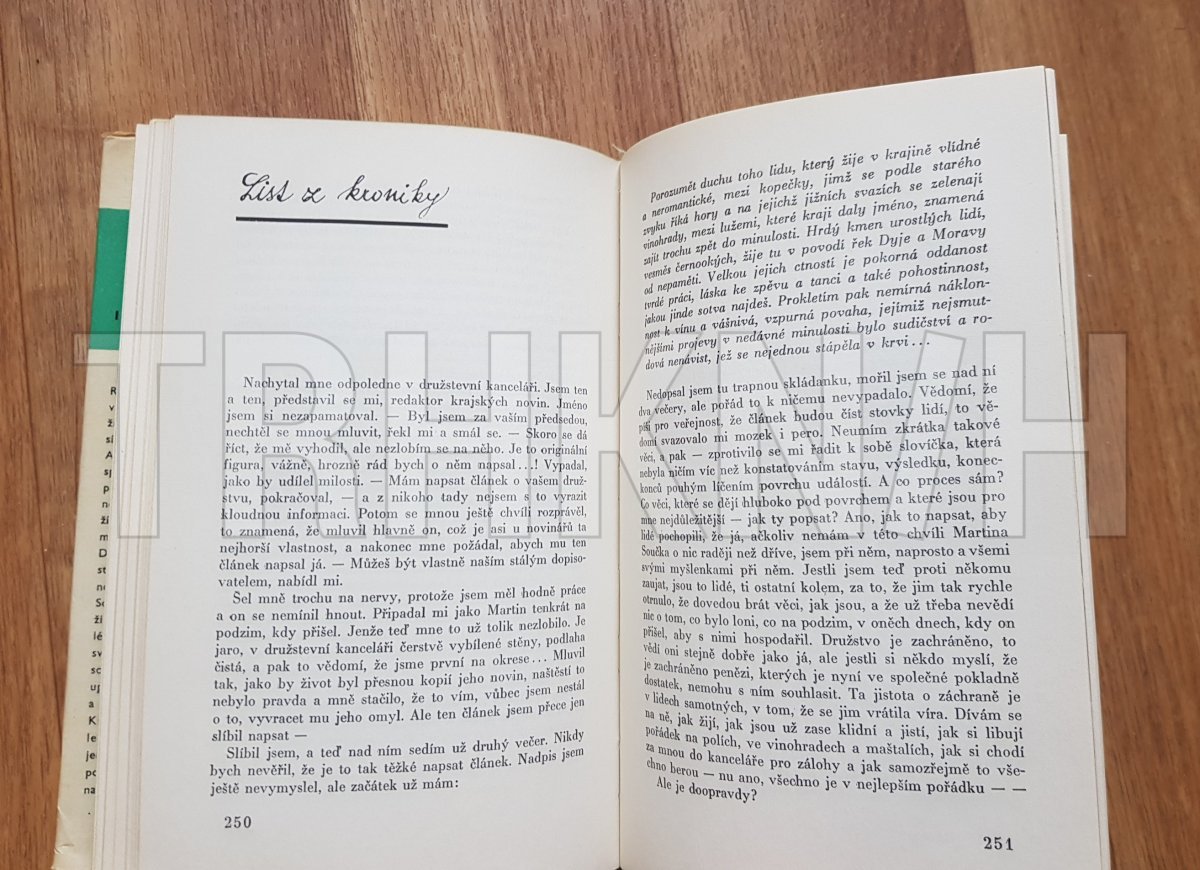 List z kroniky
Nachytal mne odpoledne v družstevní kanceláři. Jsem ten
a ten, představil se mi, redaktor krajských novin. Jméno
jsem si nezapamatoval. — Byl jsem za vaším předsedou,
nechtěl se mnou mluvit, řekl mi a smál se. — Skoro se dá
říct, že mě vyhodil, ale nezlobím se na něho. Je to originální
figura, vážně, hrozně rád bych o něm napsal...! Vypadal,
jako by udílel milosti. — Mám napsat článek o vašem druž-
stvu, pokračoval, — a z nikoho tady nejsem s to vyrazit
kloudnou informaci. Potom se mnou ještě chvíli rozprávěl,
to znamená, že mluvil hlavně on, což je asi u novinářů ta
nejhorší vlastnost, a nakonec mne požádal, abych mu ten
článek napsal já. — Můžeš být vlastně naším stálým dopiso-
vatelem, nabídl mi.
Šel mně trochu na nervy, protože jsem měl hodně práce
a on se nemínil hnout. Připadal mi jako Martin tenkrát na
podzim, kdy přišel. Jenže teď mne to už tolik nezlobilo. Je
jaro, v družstevní kanceláři čerstvě vybílené stěny, podlaha
čistá, a pak to vědomí, že jsme první na okrese... Mluvil
tak, jako by život byl přesnou kopií jeho novin, naštěstí to
nebylo pravda a mně stačilo, že to vím, vůbec jsem nestál
o to, vyvracet mu jeho omyl. Ale ten článek jsem přece jen
slíbil napsat —
Slíbil jsem, a teď nad ním sedím už druhý večer. Nikdy
bych nevěřil, že je to tak těžké napsat článek. Nadpis jsem
ještě nevymyslel, ale začátek už mám:
250
Porozumět duchu toho lidu, který žije v krajině vlídné
a neromantické, mezi kopečky, jimž se podle starého
zvyku říká hory a na jejichž jižních svazích se zelenají
vinohrady, mezi lužemi, které kraji daly jméno, znamená
zajít trochu zpět do minulosti. Hrdý kmen urostlých lidí,
vesměs černookých, žije tu v povodí řek Dyje a Moravy
od nepaměti. Velkou jejich ctností je pokorná oddanost
tvrdé práci, láska ke zpěvu a tanci a také pohostinnost,
jakou jinde sotva najdeš. Prokletím pak nemírná náklon-
nost k vínu a vášnivá, vzpurná povaha, jejímiž nejsmut-
nějšími projevy v nedávné minulosti bylo sudičství a ro-
dová nenávist, jež se nejednou stápěla v krvi...
Nedopsal jsem tu trapnou skládanku, mořil jsem se nad ní
dva večery, ale pořád to k ničemu nevypadalo. Vědomí, že
píši pro veřejnost, že článek budou číst stovky lidí, to vě-
domí svazovalo mi mozek i pero. Neumím zkrátka takové
věci, a pak — zprotivilo se mi řadit k sobě slovíčka, která
nebyla ničím víc než konstatováním stavu, výsledku, konec-
konců pouhým líčením povrchu událostí. A co proces sám?
Co věci, které se dějí hluboko pod povrchem a které jsou pro
mne nejdůležitější — jak ty popsat? Ano, jak to napsat, aby
lidé pochopili, že já, ačkoliv nemám v této chvíli Martina
Součka o nic raději než dříve, jsem při něm, naprosto a všemi
svými myšlenkami při něm. Jestli jsem teď proti někomu
zaujat, jsou to lidé, ti ostatní kolem, za to, že jim tak rychle
otrnulo, že dovedou brát věci, jak jsou, a že už třeba nevědí
nic o tom, co bylo loni, co na podzim, v oněch dnech, kdy on
přišel, aby s nimi hospodařil. Družstvo je zachráněno, to
vědí oni stejně dobře jako já, ale jestli si někdo myslí, že
je zachráněno penězi, kterých je nyní ve společné pokladně
dostatek, nemohu s ním souhlasit. Ta jistota o záchraně je
v lidech samotných, v tom, že se jim vrátila víra. Dívám se
na ně, jak žijí, jak jsou už zase klidní a jistí, jak si libují
pořádek na polích, ve vinohradech a maštalích, jak si chodí
za mnou do kanceláře pro zálohy a jak samozřejmě to vše-
chno berou — nu ano, všechno je v nejlepším pořádku — —
Ale je doopravdy?
251
TRHKNIH